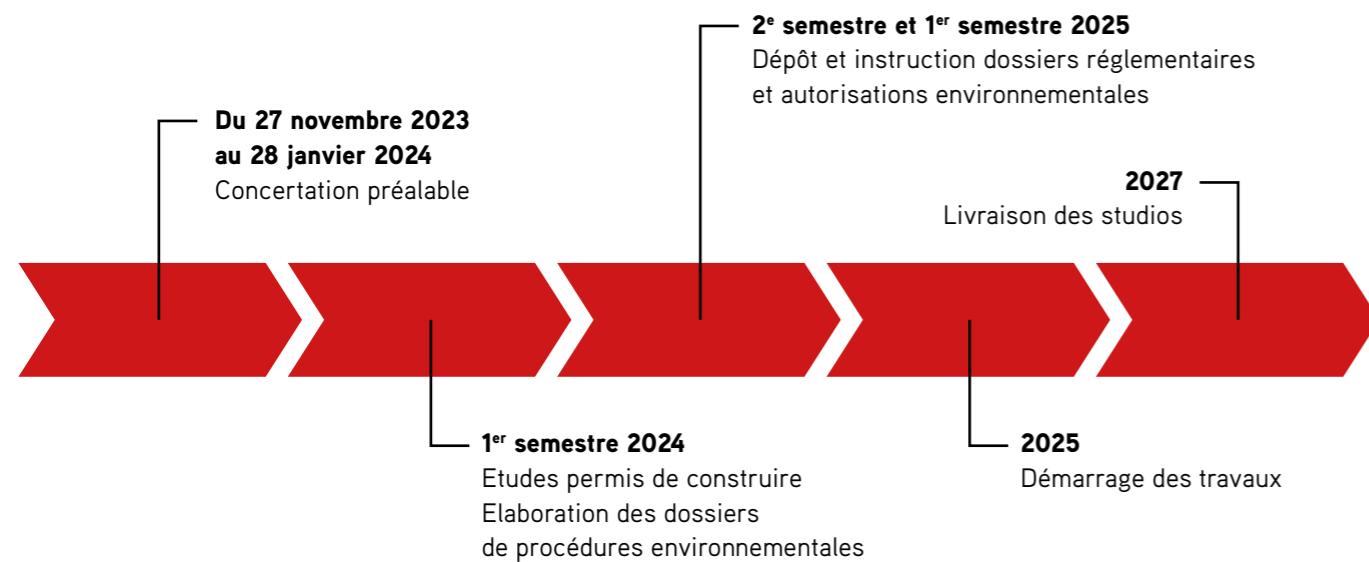 Du 27 novembre 2023
au 28 janvier 2024
Concertation préalable
1er semestre 2024
Etudes permis de construire
Elaboration des dossiers
de procédures environnementales
2e semestre et 1er semestre 2025
Dépôt et instruction dossiers réglementaires
et autorisations environnementales
2025
Démarrage des travaux
2027
Livraison des studios